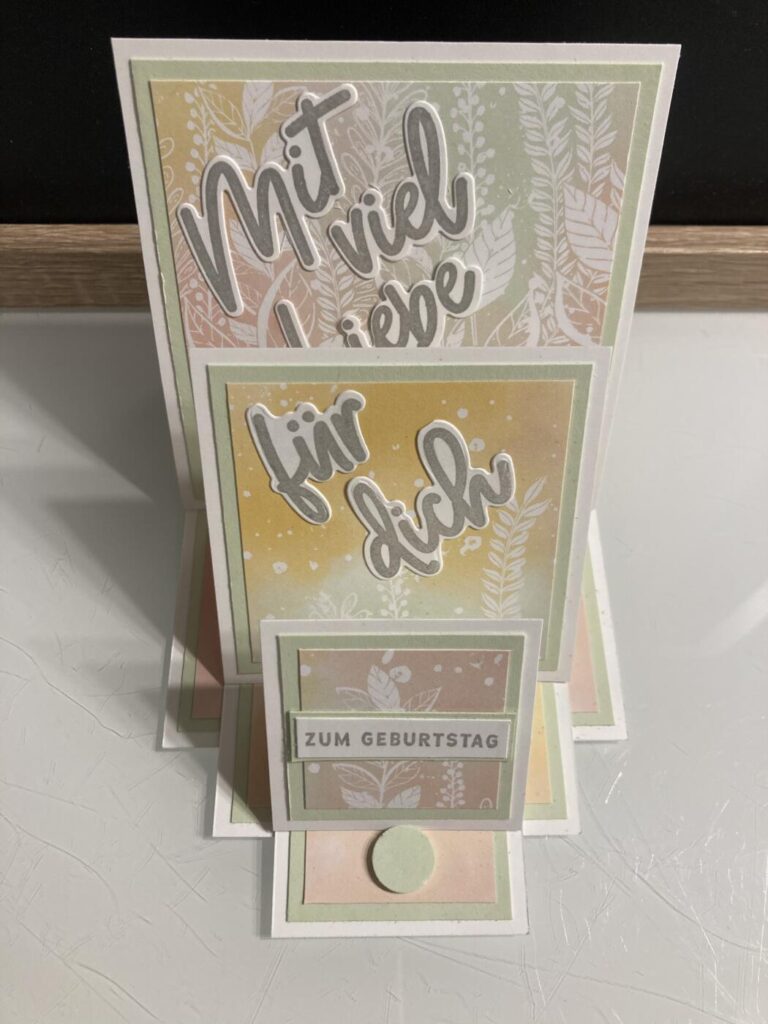 Mit
viel
Liebe
für
dich
ZUM GEBURTSTAG